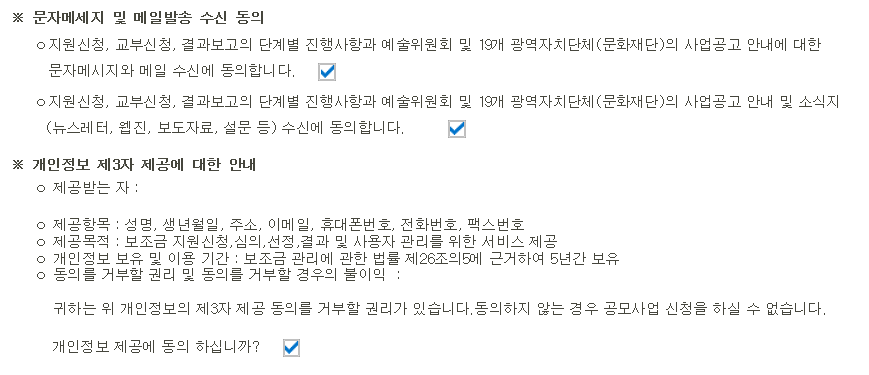 ※ 문자메세지 및 메일발송 수신 동의
○ 지원신청, 교부신청, 결과보고의 단계별 진행사항과 예술위원회 및 19개 광역자치단체(문화재단)의 사업공고 안내에 대한
문자메시지와 메일 수신에 동의합니다.
○ 지원신청, 교부신청, 결과보고의 단계별 진행사항과 예술위원회 및 19개 광역자치단체(문화재단)의 사업공고 안내 및 소식지
(뉴스레터, 웹진, 보도자료, 설문 등) 수신에 동의합니다.
※ 개인정보 제3자 제공에 대한 안내
○ 제공받는 자 :
○ 제공항목 : 성명, 생년월일, 주소, 이메일, 휴대폰번호, 전화번호, 팩스번호
○ 제공목적 : 보조금 지원신청,심의,선정,결과 및 사용자 관리를 위한 서비스 제공
○ 개인정보 보유 및 이용 기간 : 보조금 관리에 관한 법률 제26조의5에 근거하여 5년간 보유
○ 동의를 거부할 권리 및 동의를 거부할 경우의 불이익 :
귀하는 위 개인정보의 제3자 제공 동의를 거부할 권리가 있습니다.동의하지 않는 경우 공모사업 신청을 하실 수 없습니다.
개인정보 제공에 동의 하십니까?